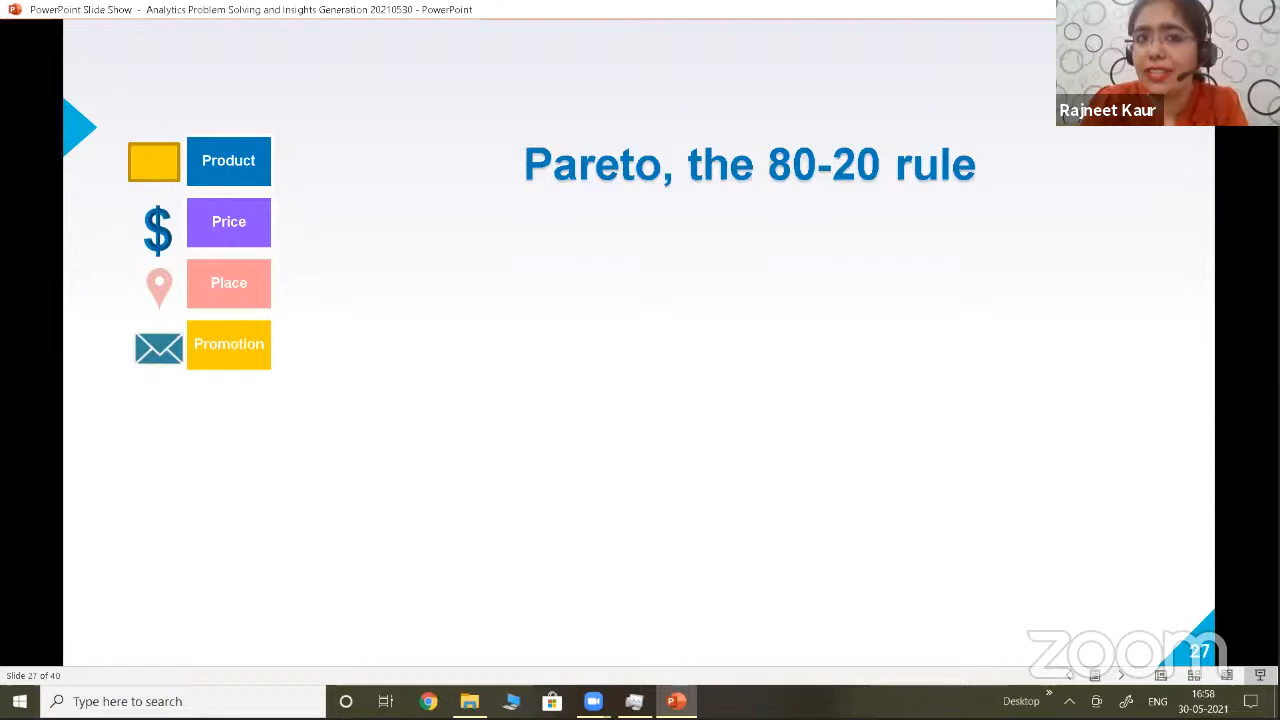 PowerPoint Slide Show - Analytics Problem Solving and Insights Generation 20210530 - PowerPoint
Rajneet Kaur
Pareto, the 80-20 rule
Product
$
Price
Place
Promotion
zoom
27
Slide 27 of 40
Type here to search
Desktop
»
ENG
16:58
30-05-2021